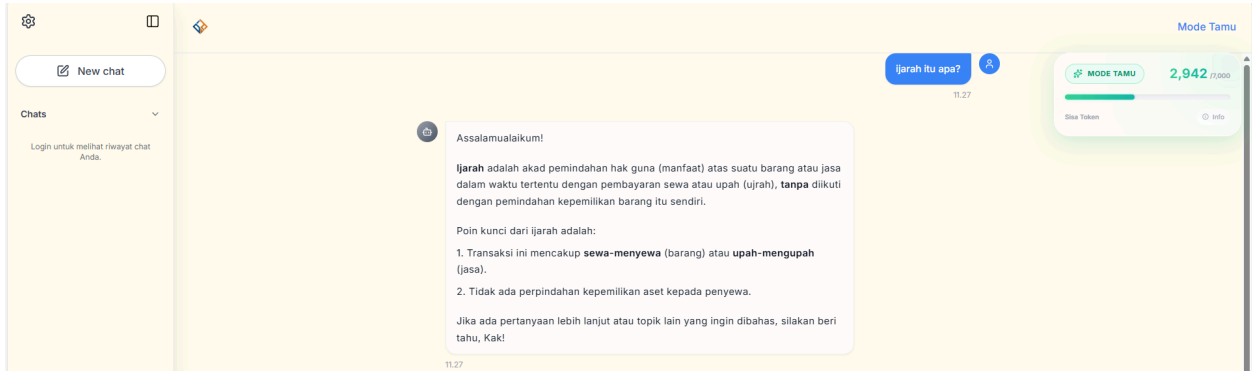 New chat
Chats
Login untuk melihat riwayat chat
Anda.
Mode Tamu
MODE TAMU
2,942 /7,000
Sisa Token
Info
ijarah itu apa?
11.27
Assalamualaikum!
Ijarah adalah akad pemindahan hak guna (manfaat) atas suatu barang atau jasa
dalam waktu tertentu dengan pembayaran sewa atau upah (ujrah), tanpa diikuti
dengan pemindahan kepemilikan barang itu sendiri.
Poin kunci dari ijarah adalah:
1. Transaksi ini mencakup sewa-menyewa (barang) atau upah-mengupah
(jasa).
2. Tidak ada perpindahan kepemilikan aset kepada penyewa.
Jika ada pertanyaan lebih lanjut atau topik lain yang ingin dibahas, silakan beri
tahu, Kak!
11.27